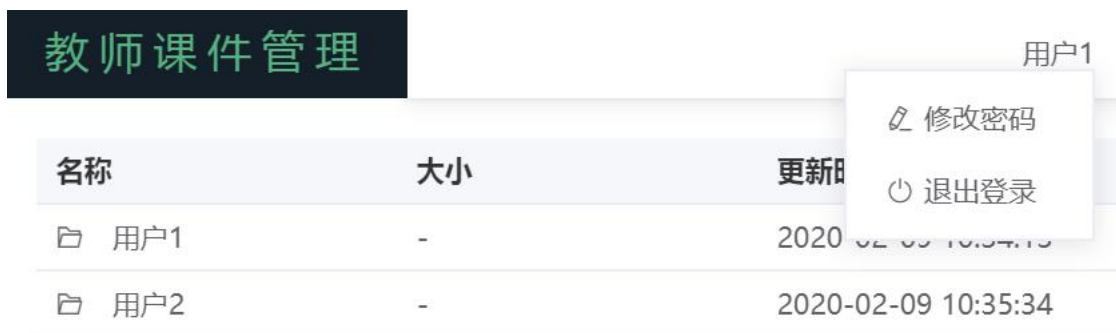 教师课件管理
用户1
修改密码
退出登录
名称 大小 更新
用户1 - 2020
用户2 - 2020-02-09 10:35:34